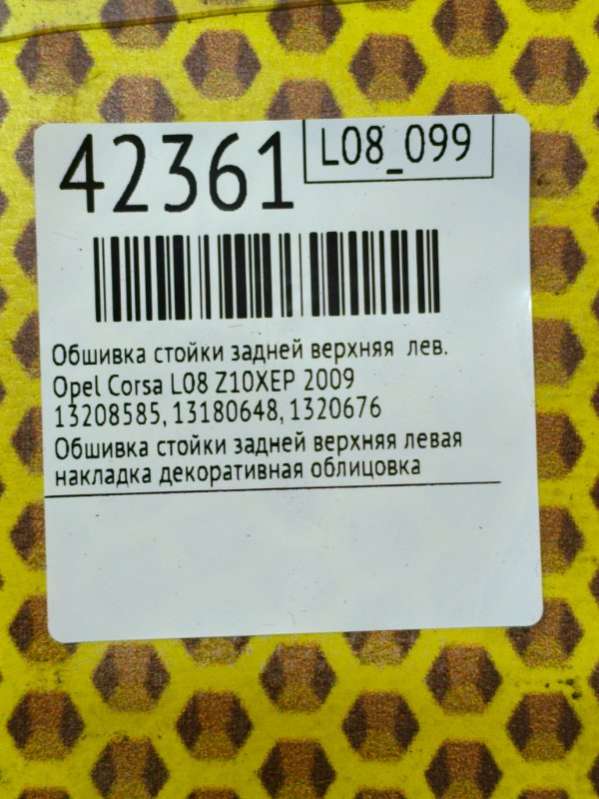 42361
L08_099
Обшивка стойки задней верхняя лев.
Opel Corsa L08 Z10XEP 2009
13208585, 13180648, 1320676
Обшивка стойки задней верхняя левая
накладка декоративная облицовка